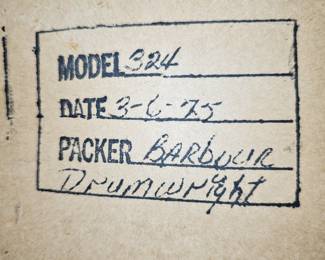 MODEL 324
DATE 3-6-75
PACKER BARBOUR
Drumwright